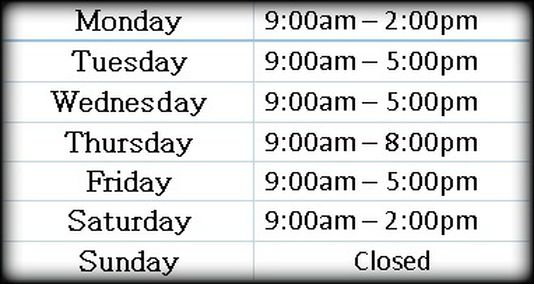 Monday 9:00am – 2:00pm
Tuesday 9:00am – 5:00pm
Wednesday 9:00am – 5:00pm
Thursday 9:00am – 8:00pm
Friday 9:00am – 5:00pm
Saturday 9:00am – 2:00pm
Sunday Closed